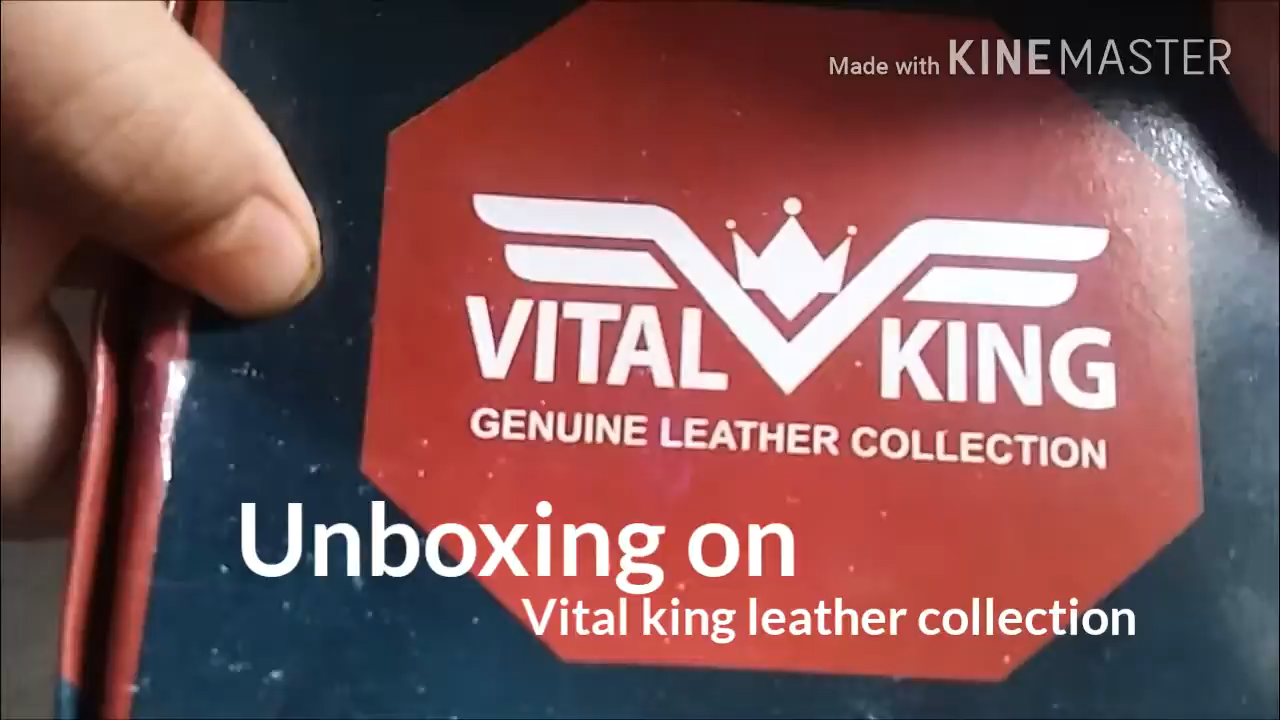 Made with KINEMASTER
VITAL KING
GENUINE LEATHER COLLECTION
Unboxing on
Vital king leather collection